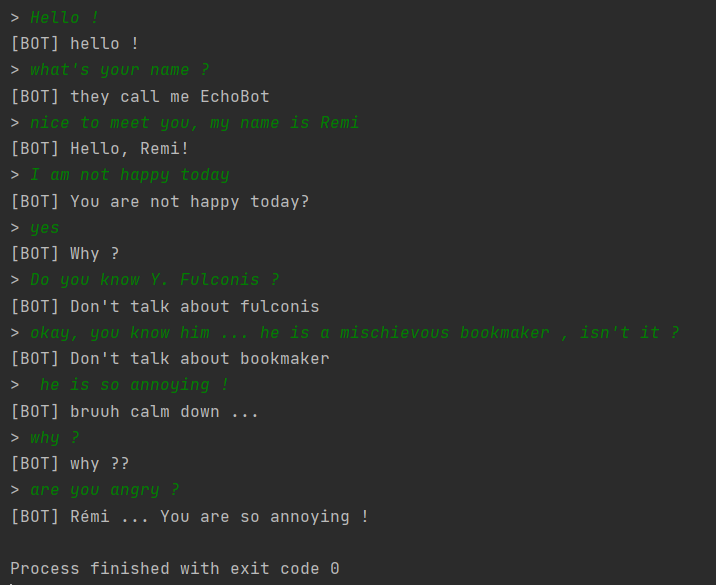 > Hello !
[BOT] hello !
> what's your name ?
[BOT] they call me EchoBot
> nice to meet you, my name is Remi
[BOT] Hello, Remi!
> I am not happy today
[BOT] You are not happy today?
> yes
[BOT] Why ?
> Do you know Y. Fulconis ?
[BOT] Don't talk about fulconis
> okay, you know him ... he is a mischievous bookmaker , isn't it ?
[BOT] Don't talk about bookmaker
>  he is so annoying !
[BOT] bruuh calm down ...
> why ?
[BOT] why ??
> are you angry ?
[BOT] Rémi ... You are so annoying !
Process finished with exit code 0